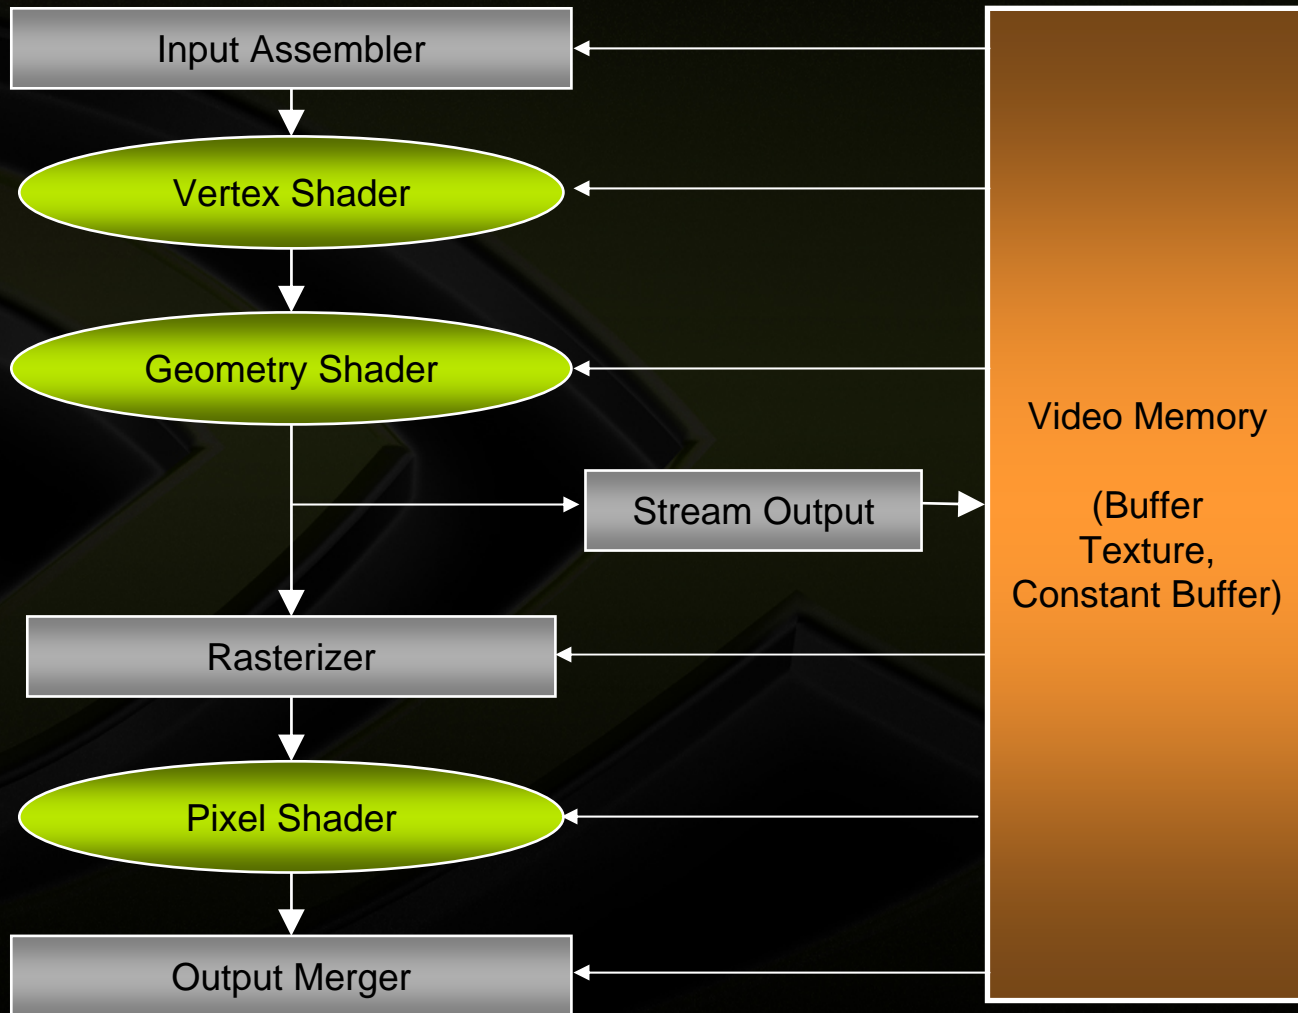 Input Assembler
Vertex Shader
Geometry Shader
Stream Output
Rasterizer
Pixel Shader
Output Merger
Video Memory
(Buffer
Texture,
Constant Buffer)